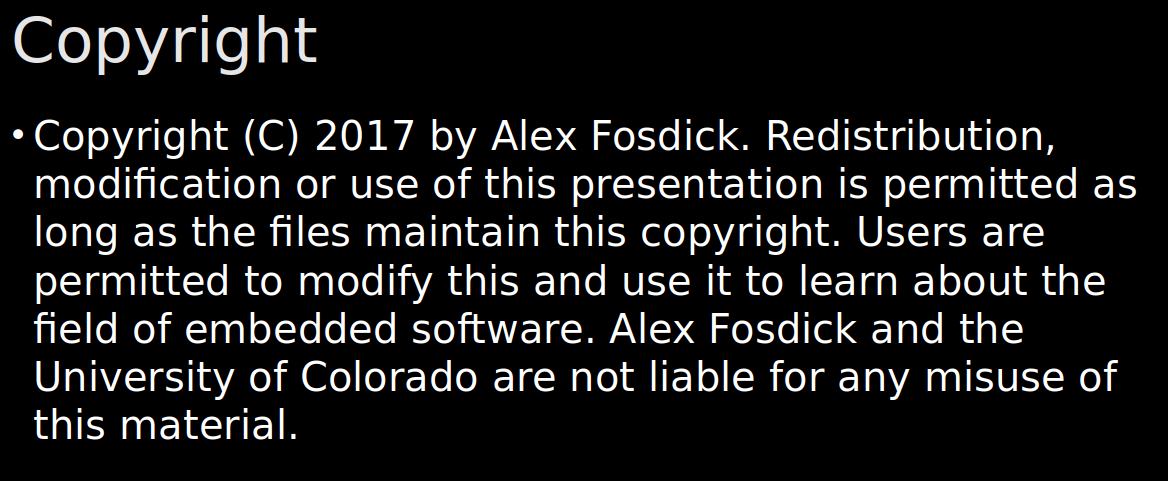 Copyright
• Copyright (C) 2017 by Alex Fosdick. Redistribution,
modification or use of this presentation is permitted as
long as the files maintain this copyright. Users are
permitted to modify this and use it to learn about the
field of embedded software. Alex Fosdick and the
University of Colorado are not liable for any misuse of
this material.